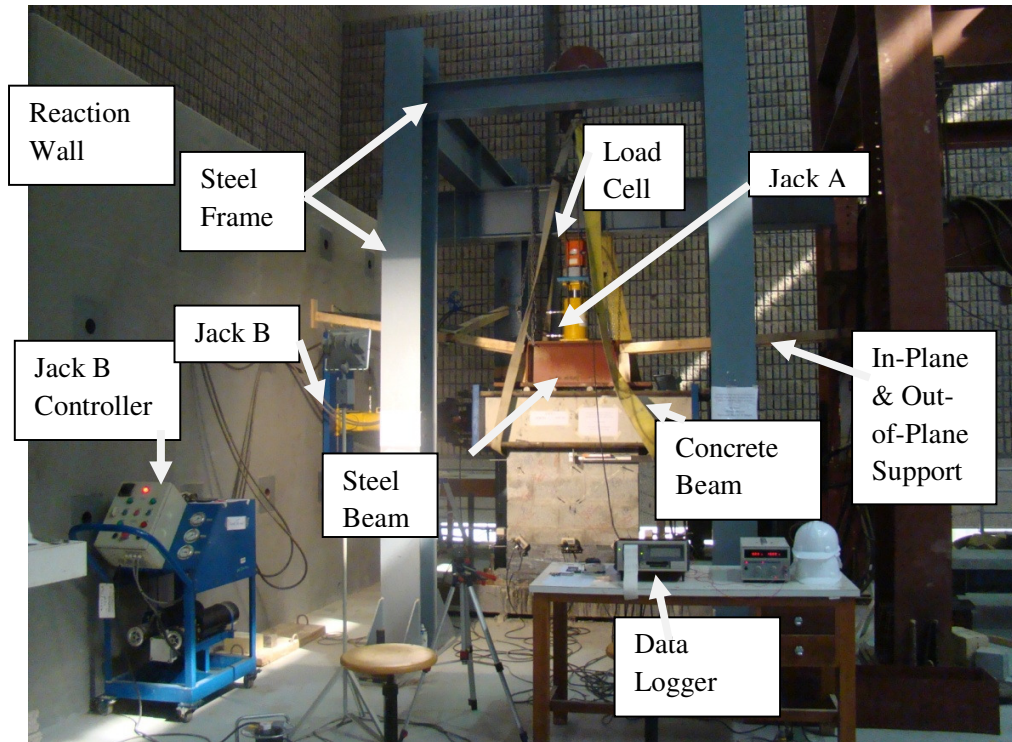 Reaction
Wall
Steel
Frame
Load
Cell
Jack A
Jack B
Jack B
Controller
In-Plane
& Out-
of-Plane
Support
Steel
Beam
Concrete
Beam
Data
Logger